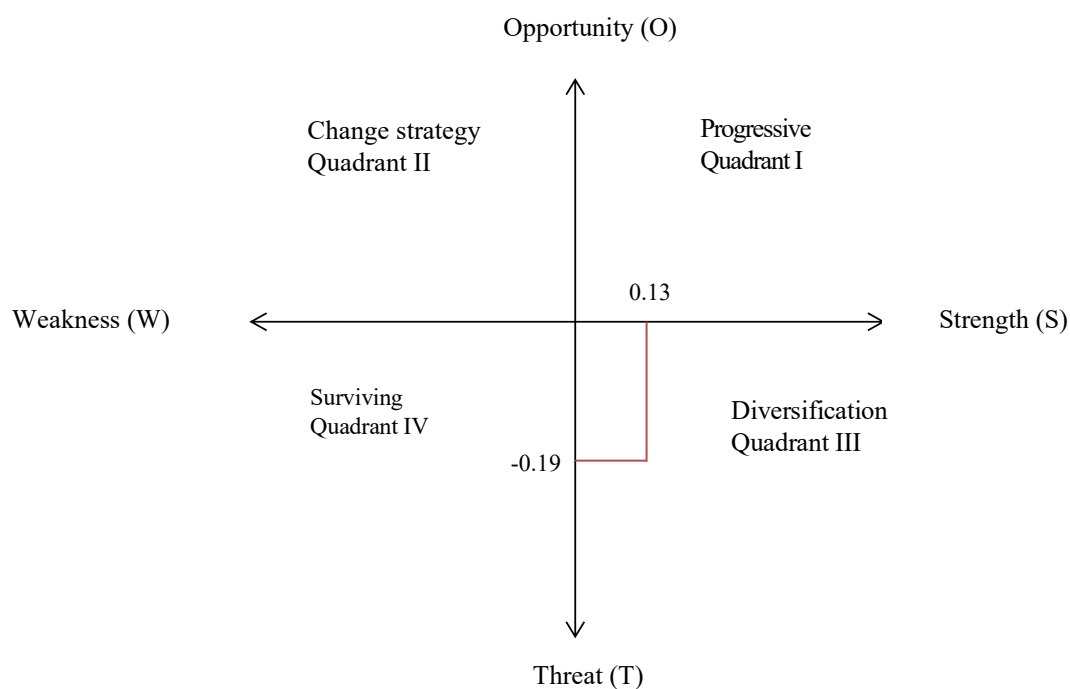 Opportunity (O)
Change strategy
Quadrant II
Progressive
Quadrant I
0.13
Weakness (W)
Strength (S)
Surviving
Quadrant IV
Diversification
Quadrant III
-0.19
Threat (T)